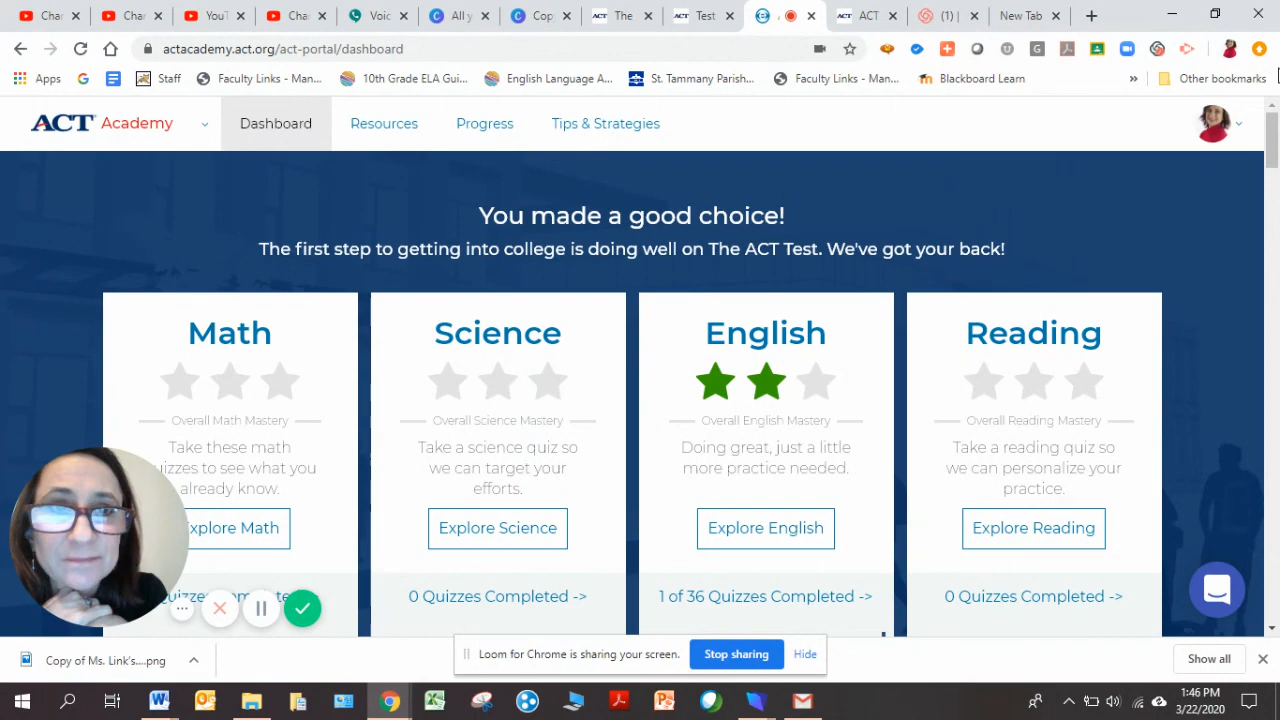 Char
Char
YouT
Char
Voic
All y
Cop
ACT The
ACT Test
ACT ACT
(1) |
New Tab
actacademy.act.org/act-portal/dashboard
Apps
Staff
Faculty Links - Man...
10th Grade ELA Gui...
English Language A...
St. Tammany Parish...
Faculty Links - Man...
Blackboard Learn
»
Other bookmarks
ACT Academy
Dashboard
Resources
Progress
Tips & Strategies
You made a good choice!
The first step to getting into college is doing well on The ACT Test. We've got your back!
Math
Overall Math Mastery
Take these math
quizzes to see what you
already know.
Explore Math
Science
Overall Science Mastery
Take a science quiz so
we can target your
efforts.
Explore Science
0 Quizzes Completed ->
English
Overall English Mastery
Doing great, just a little
more practice needed.
Explore English
1 of 36 Quizzes Completed ->
Reading
Overall Reading Mastery
Take a reading quiz so
we can personalize your
practice.
Explore Reading
0 Quizzes Completed ->
Loom for Chrome is sharing your screen.
Stop sharing
Hide
Copy of Ms. Link's....png
Show all
1:46 PM
3/22/2020